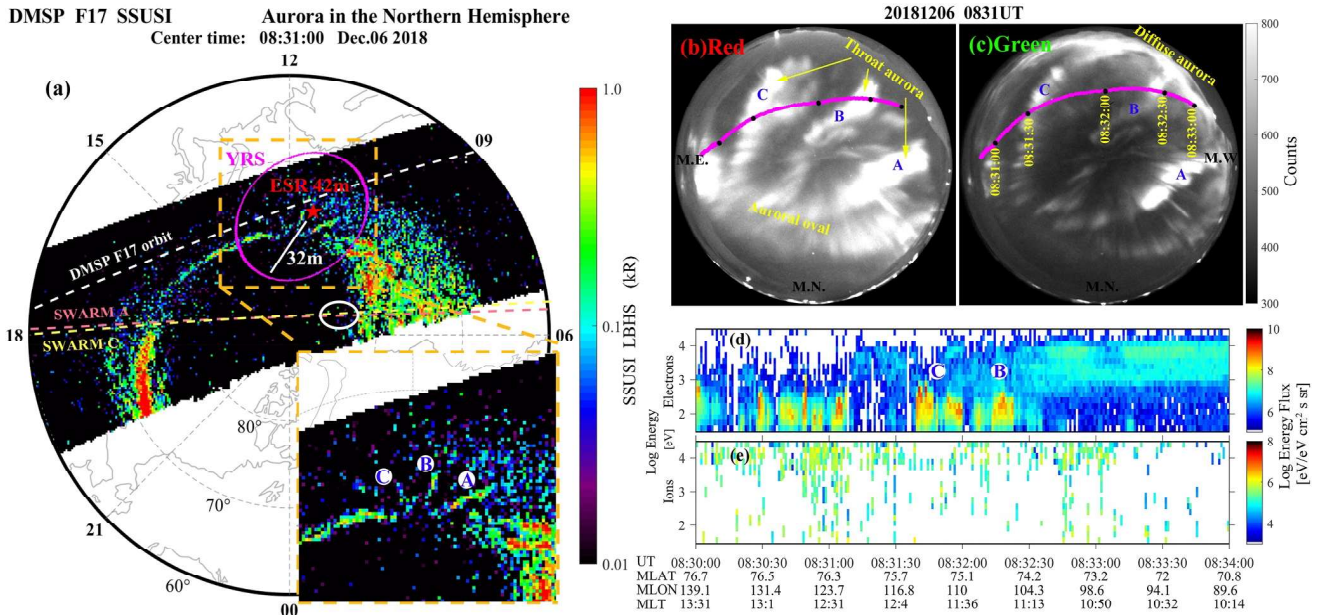 DMSP F17 SSUSI Aurora in the Northern Hemisphere
Center time: 08:31:00 Dec.06 2018
(a)
12
15
09
18
06
21
00
YRS
ESR 42m
32m
DMSP F17 orbit
SWARM A
SWARM C
80°
70°
60°
C
B
A
1.0
0.1
0.01
SSUSI LBHS (kR)
20181206 0831UT
(b)Red
Throat aurora
C
B
A
M.E.
Auroral oval
M.N.
(c)Green
Diffuse aurora
C
B
A
M.W
M.N.
08:31:00
08:31:30
08:32:00
08:32:30
08:33:00
800
700
600
500
400
300
Counts
(d)
C
B
4
3
2
Electrons
Log Energy
[eV]
(e)
4
3
2
Ions
10
8
6
8
6
4
Log Energy Flux
[eV/eV cm² s sr]
UT 08:30:00 08:30:30 08:31:00 08:31:30 08:32:00 08:32:30 08:33:00 08:33:30 08:34:00
MLAT 76.7 76.5 76.3 75.7 75.1 74.2 73.2 72 70.8
MLON 139.1 131.4 123.7 116.8 110 104.3 98.6 94.1 89.6
MLT 13:31 13:1 12:31 12:4 11:36 11:13 10:50 10:32 10:14